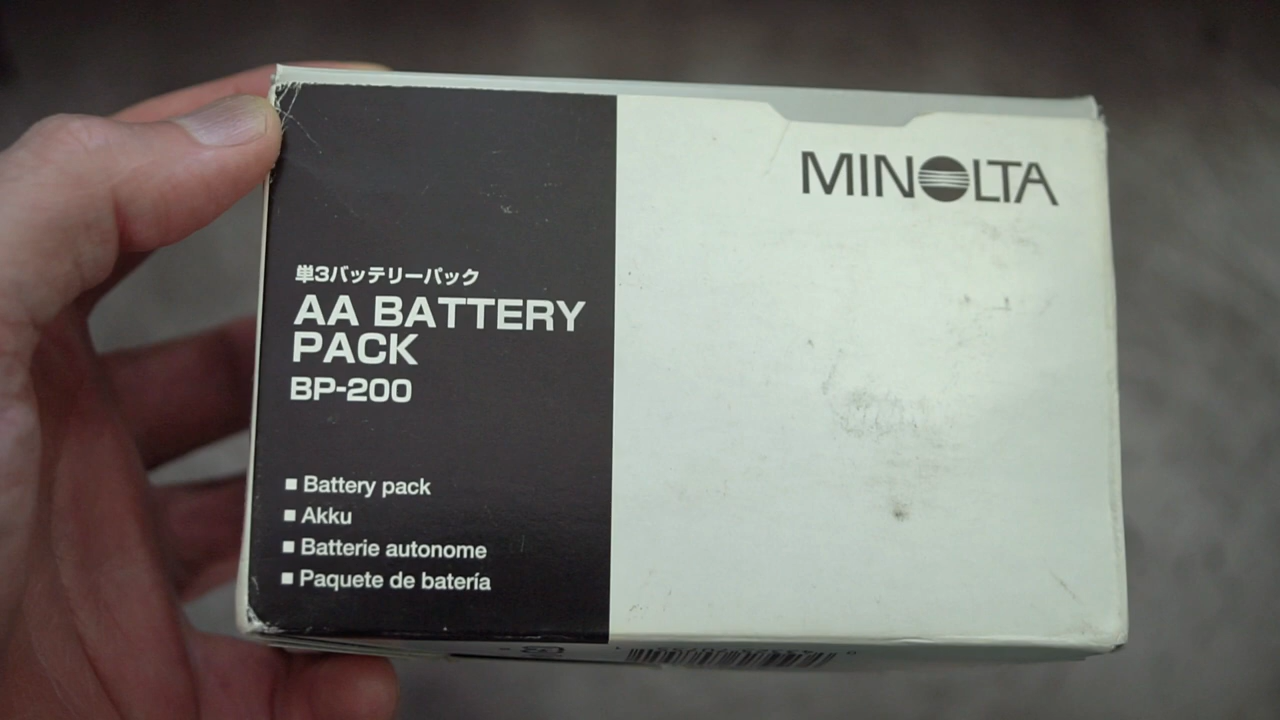 MINOLTA
単3バッテリーパック
AA BATTERY
PACK
BP-200
■ Battery pack
■ Akku
■ Batterie autonome
■ Paquete de batería